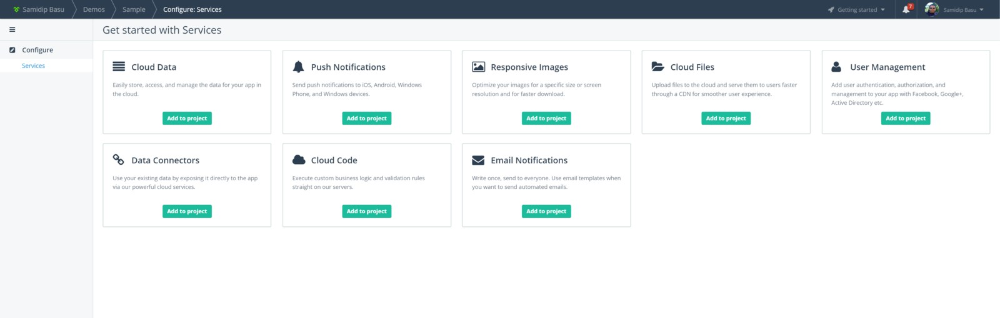 Samidip Basu Demos Sample Configure: Services Getting started 7 Samidip Basu
Get started with Services
Configure
Services
Cloud Data
Easily store, access, and manage the data for your app in
the cloud.
Add to project
Push Notifications
Send push notifications to iOS, Android, Windows
Phone, and Windows devices.
Add to project
Responsive Images
Optimize your images for a specific size or screen
resolution and for faster download.
Add to project
Cloud Files
Upload files to the cloud and serve them to users faster
through a CDN for smoother user experience.
Add to project
User Management
Add user authentication, authorization, and
management to your app with Facebook, Google+,
Active Directory etc.
Add to project
Data Connectors
Use your existing data by exposing it directly to the app
via our powerful cloud services.
Add to project
Cloud Code
Execute custom business logic and validation rules
straight on our servers.
Add to project
Email Notifications
Write once, send to everyone. Use email templates when
you want to send automated emails.
Add to project